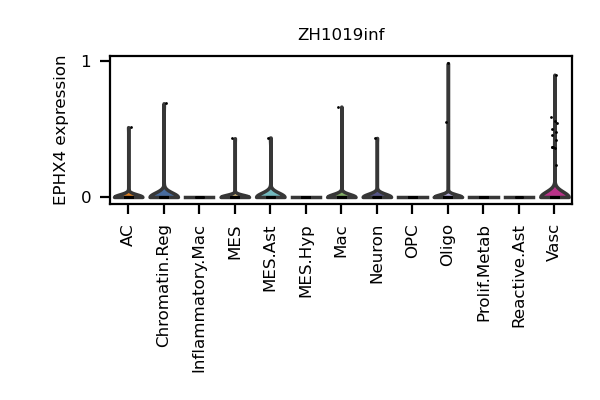 ZH1019inf
EPHX4 expression
1
0
AC
Chromatin.Reg
Inflammatory.Mac
MES
MES.Ast
MES.Hyp
Mac
Neuron
OPC
Oligo
Prolif.Metab
Reactive.Ast
Vasc